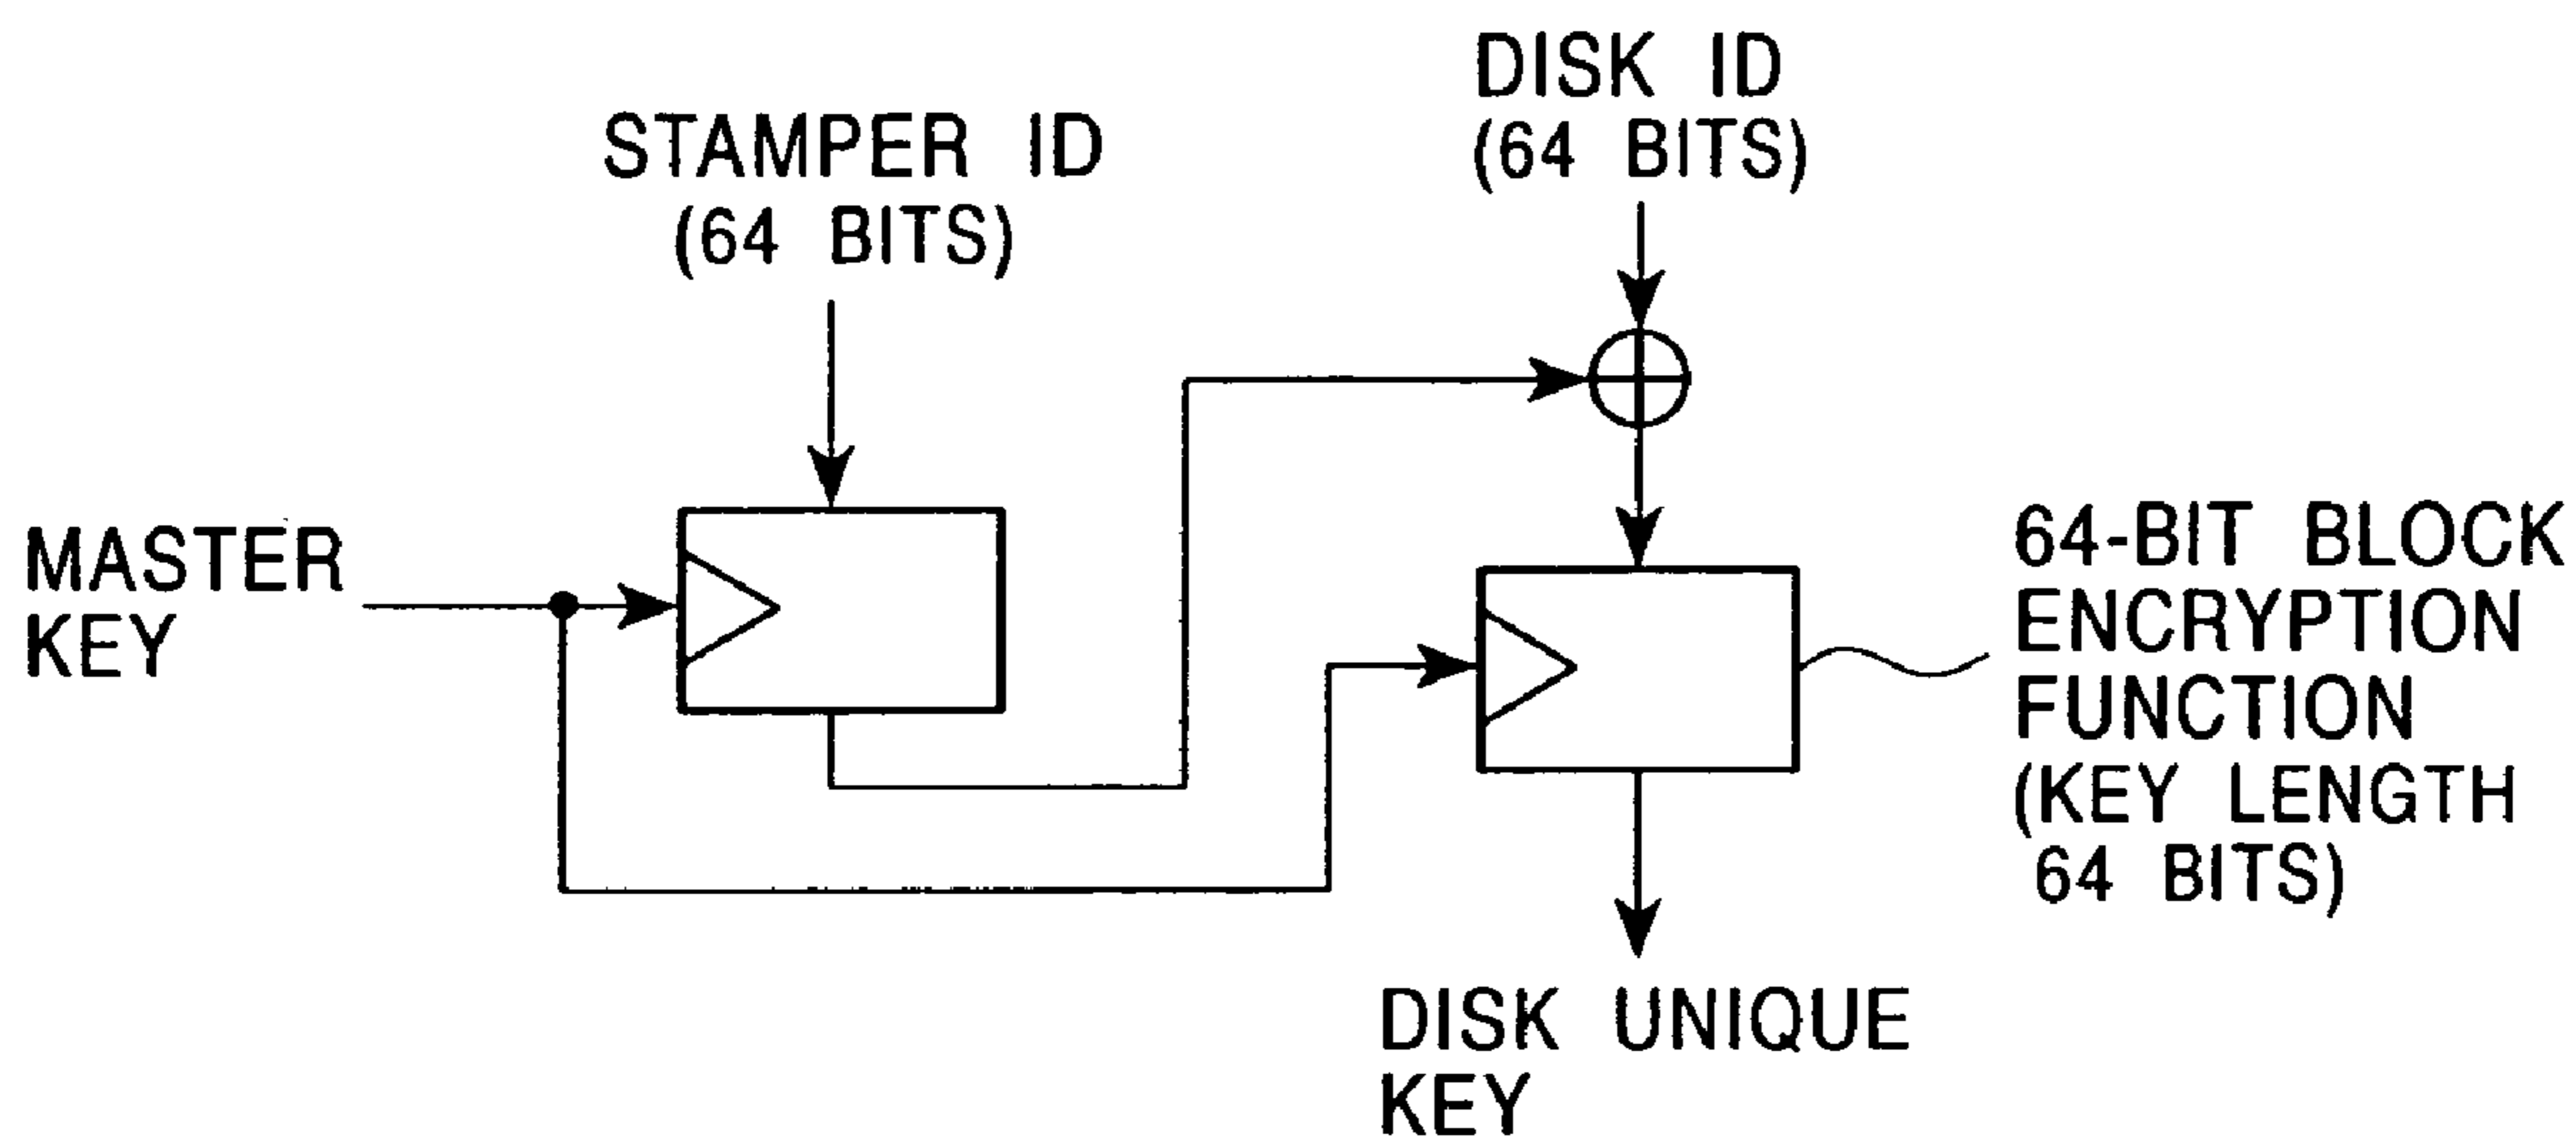 DISK ID
(64 BITS)
STAMPER ID
(64 BITS)
MASTER
KEY
64-BIT BLOCK
ENCRYPTION
FUNCTION
(KEY LENGTH
64 BITS)
DISK UNIQUE
KEY